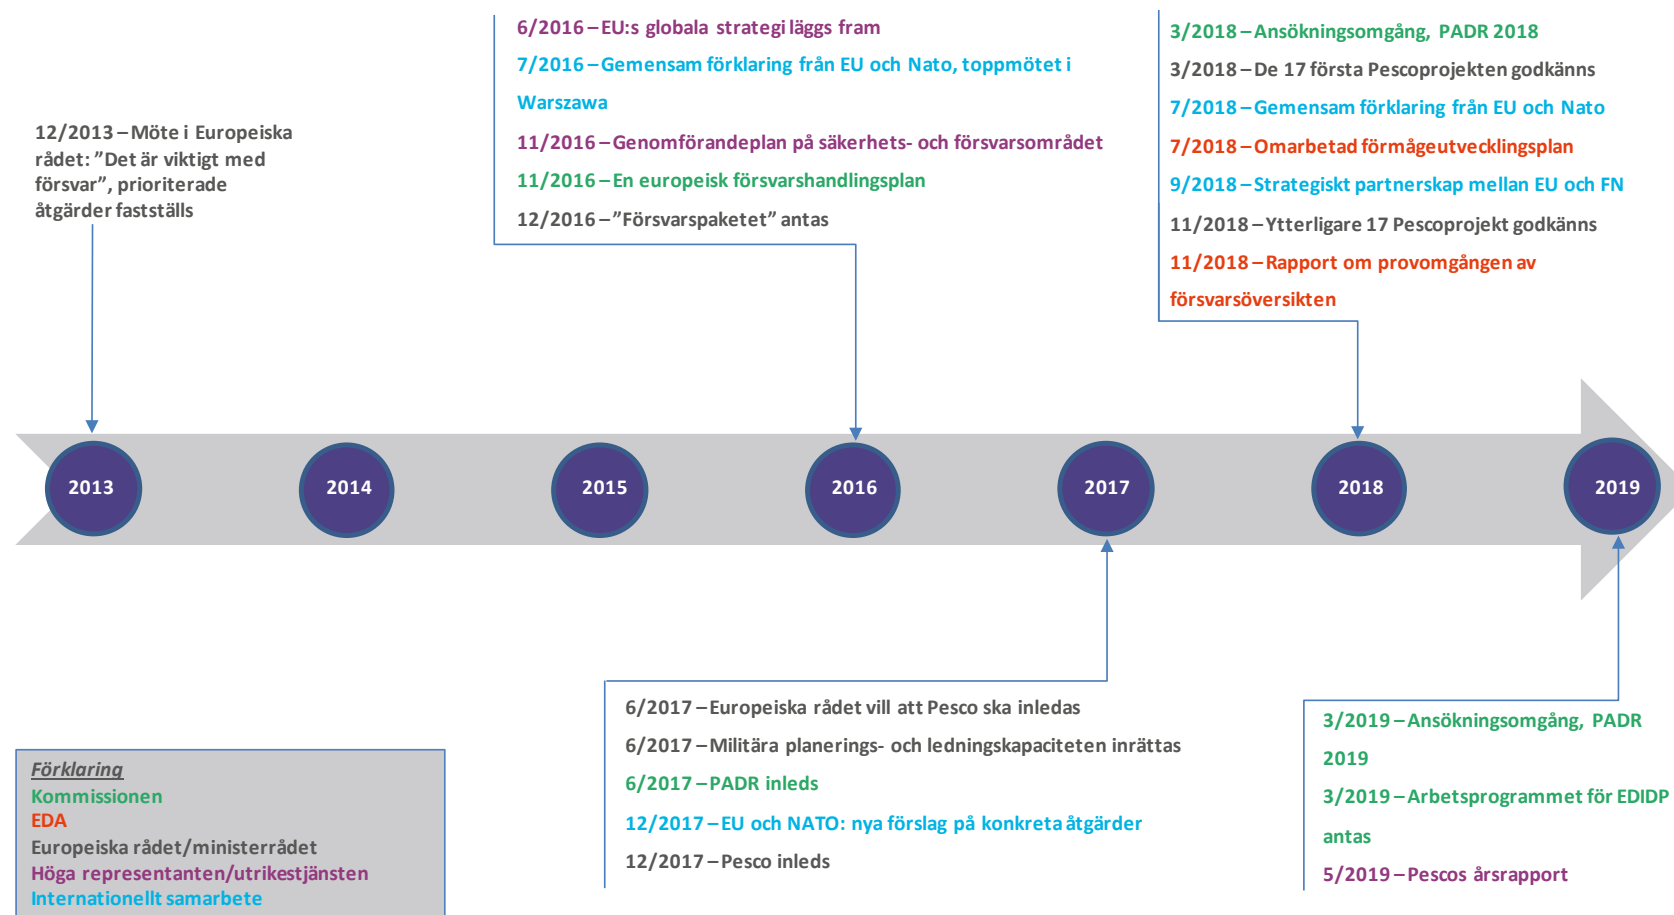 12/2013 – Möte i Europeiska
rådet: ”Det är viktigt med
försvar”, prioriterade
åtgärder fastställs
6/2016 – EU:s globala strategi läggs fram
7/2016 – Gemensam förklaring från EU och Nato, toppmötet i
Warszawa
11/2016 – Genomförandeplan på säkerhets- och försvarsområdet
11/2016 – En europeisk försvarshandlingsplan
12/2016 – ”Försvarspaketet” antas
3/2018 – Ansökningsomgång, PADR 2018
3/2018 – De 17 första Pescoprojekten godkänns
7/2018 – Gemensam förklaring från EU och Nato
7/2018 – Omarbetad förmågeutvecklingsplan
9/2018 – Strategiskt partnerskap mellan EU och FN
11/2018 – Ytterligare 17 Pescoprojekt godkänns
11/2018 – Rapport om provomgången av
försvarsöversikten
2013
2014
2015
2016
2017
2018
2019
6/2017 – Europeiska rådet vill att Pesco ska inledas
6/2017 – Militära planerings- och ledningskapaciteten inrättas
6/2017 – PADR inleds
12/2017 – EU och NATO: nya förslag på konkreta åtgärder
12/2017 – Pesco inleds
3/2019 – Ansökningsomgång, PADR
2019
3/2019 – Arbetsprogrammet för EDIDP
antas
5/2019 – Pescos årsrapport
Förklaring
Kommissionen
EDA
Europeiska rådet/ministerrådet
Höga representanten/utrikestjänsten
Internationellt samarbete